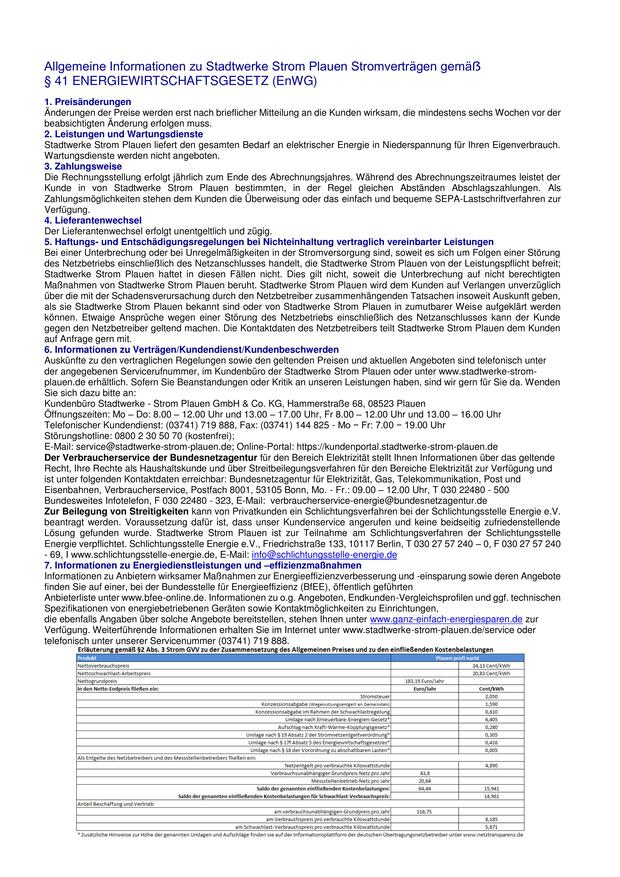 Allgemeine Informationen zu Stadtwerke Strom Plauen Stromverträgen gemäß
§ 41 ENERGIEWIRTSCHAFTSGESETZ (EnWG)
1. Preisänderungen
Änderungen der Preise werden erst nach brieflicher Mitteilung an die Kunden wirksam, die mindestens sechs Wochen vor der
beabsichtigten Änderung erfolgen muss.
2. Leistungen und Wartungsdienste
Stadtwerke Strom Plauen liefert den gesamten Bedarf an elektrischer Energie in Niederspannung für Ihren Eigenverbrauch.
Wartungsdienste werden nicht angeboten.
3. Zahlungsweise
Die Rechnungsstellung erfolgt jährlich zum Ende des Abrechnungsjahres. Während des Abrechnungszeitraumes leistet der
Kunde in von Stadtwerke Strom Plauen bestimmten, in der Regel gleichen Abständen Abschlagszahlungen. Als
Zahlungsmöglichkeiten stehen dem Kunden die Überweisung oder das einfach und bequeme SEPA-Lastschriftverfahren zur
Verfügung.
4. Lieferantenwechsel
Der Lieferantenwechsel erfolgt unentgeltlich und zügig.
5. Haftungs- und Entschädigungsregelungen bei Nichteinhaltung vertraglich vereinbarter Leistungen
Bei einer Unterbrechung oder bei Unregelmäßigkeiten in der Stromversorgung sind, soweit es sich um Folgen einer Störung
des Netzbetriebs einschließlich des Netzanschlusses handelt, die Stadtwerke Strom Plauen von der Leistungspflicht befreit;
Stadtwerke Strom Plauen haftet in diesen Fällen nicht. Dies gilt nicht, soweit die Unterbrechung auf nicht berechtigten
Maßnahmen von Stadtwerke Strom Plauen beruht. Stadtwerke Strom Plauen wird dem Kunden auf Verlangen unverzüglich
über die mit der Schadensverursachung durch den Netzbetreiber zusammenhängenden Tatsachen insoweit Auskunft geben,
als sie Stadtwerke Strom Plauen bekannt sind oder von Stadtwerke Strom Plauen in zumutbarer Weise aufgeklärt werden
können. Etwaige Ansprüche wegen einer Störung des Netzbetriebs einschließlich des Netzanschlusses kann der Kunde
gegen den Netzbetreiber geltend machen. Die Kontaktdaten des Netzbetreibers teilt Stadtwerke Strom Plauen dem Kunden
auf Anfrage gern mit.
6. Informationen zu Verträgen/Kundendienst/Kundenbeschwerden
Auskünfte zu den vertraglichen Regelungen sowie den geltenden Preisen und aktuellen Angeboten sind telefonisch unter
der angegebenen Servicerufnummer, im Kundenbüro der Stadtwerke Strom Plauen oder unter www.stadtwerke-strom-
plauen.de erhältlich. Sofern Sie Beanstandungen oder Kritik an unseren Leistungen haben, sind wir gern für Sie da. Wenden
Sie sich dazu bitte an:
Kundenbüro Stadtwerke - Strom Plauen GmbH & Co. KG, Hammerstraße 68, 08523 Plauen
Öffnungszeiten: Mo – Do: 8.00 – 12.00 Uhr und 13.00 – 17.00 Uhr, Fr 8.00 – 12.00 Uhr und 13.00 – 16.00 Uhr
Telefonischer Kundendienst: (03741) 719 888, Fax: (03741) 144 825 - Mo – Fr: 7.00 – 19.00 Uhr
Störungshotline: 0800 2 30 50 70 (kostenfrei);
E-Mail: service@stadtwerke-strom-plauen.de; Online-Portal: https://kundenportal.stadtwerke-strom-plauen.de
Der Verbraucherservice der Bundesnetzagentur für den Bereich Elektrizität stellt Ihnen Informationen über das geltende
Recht, Ihre Rechte als Haushaltskunde und über Streitbeilegungsverfahren für den Bereiche Elektrizität zur Verfügung und
ist unter folgenden Kontaktdaten erreichbar: Bundesnetzagentur für Elektrizität, Gas, Telekommunikation, Post und
Eisenbahnen, Verbraucherservice, Postfach 8001, 53105 Bonn, Mo. - Fr.: 09.00 – 12.00 Uhr, T 030 22480 - 500
Bundesweites Infotelefon, F 030 22480 - 323, E-Mail: verbraucherservice-energie@bundesnetzagentur.de
Zur Beilegung von Streitigkeiten kann von Privatkunden ein Schlichtungsverfahren bei der Schlichtungsstelle Energie e.V.
beantragt werden. Voraussetzung dafür ist, dass unser Kundenservice angerufen und keine beidseitig zufriedenstellende
Lösung gefunden wurde. Stadtwerke Strom Plauen ist zur Teilnahme am Schlichtungsverfahren der Schlichtungsstelle
Energie verpflichtet. Schlichtungsstelle Energie e.V., Friedrichstraße 133, 10117 Berlin, T 030 27 57 240 – 0, F 030 27 57 240
- 69, I www.schlichtungsstelle-energie.de, E-Mail: info@schlichtungsstelle-energie.de
7. Informationen zu Energiedienstleistungen und –effizienzmaßnahmen
Informationen zu Anbietern wirksamer Maßnahmen zur Energieeffizienzverbesserung und -einsparung sowie deren Angebote
finden Sie auf einer, bei der Bundesstelle für Energieeffizienz (BfEE), öffentlich geführten
Anbieterliste unter www.bfee-online.de. Informationen zu o.g. Angeboten, Endkunden-Vergleichsprofilen und ggf. technischen
Spezifikationen von energiebetriebenen Geräten sowie Kontaktmöglichkeiten zu Einrichtungen,
die ebenfalls Angaben über solche Angebote bereitstellen, stehen Ihnen unter www.ganz-einfach-energiesparen.de zur
Verfügung. Weiterführende Informationen erhalten Sie im Internet unter www.stadtwerke-strom-plauen.de/service oder
telefonisch unter unserer Servicenummer (03741) 719 888.
Erläuterung gemäß §2 Abs. 3 Strom GVV zu der Zusammensetzung des Allgemeinen Preises und zu den einfließenden Kostenbelastungen
Produkt Plauen profi nacht
Nettoverbrauchspreis 24,13 Cent/kWh
Nettoschwachlast-Arbeitspreis 20,83 Cent/kWh
Nettogrundpreis 183,19 Euro/Jahr
In den Netto-Endpreis fließen ein: Euro/Jahr Cent/kWh
Stromsteuer 2,050
Konzessionsabgabe (Wegenutzungsentgelt an Gemeinden) 1,590
Konzessionsabgabe im Rahmen der Schwachlastregelung 0,610
Umlage nach Erneuerbare-Energien-Gesetz* 6,405
Aufschlag nach Kraft-Wärme-Kopplungsgesetz* 0,280
Umlage nach § 19 Absatz 2 der Stromnetzentgeltverordnung* 0,305
Umlage nach § 17f Absatz 5 des Energiewirtschaftsgesetzes* 0,416
Umlage nach § 18 der Verordnung zu abschaltbaren Lasten* 0,005
Als Entgelte des Netzbetreibers und des Messstellenbetreibers fließen ein:
Netzentgelt pro verbrauchte Kilowattstunde 4,890
Verbrauchsunabhängiger Grundpreis Netz pro Jahr 43,8
Messstellenbetrieb Netz pro Jahr 20,64
Saldo der genannten einfließenden Kostenbelastungen: 64,44 15,941
Saldo der genannten einfließenden Kostenbelastungen für Schwachlast-Verbrauchspreis: 14,961
Anteil Beschaffung und Vertrieb
am verbrauchsunabhängigen Grundpreis pro Jahr 118,75
am Verbrauchspreis pro verbrauchte Kilowattstunde 8,185
am Schwachlast-Verbrauchspreis pro verbrauchte Kilowattstunde 5,871
* Zusätzliche Hinweise zur Höhe der genannten Umlagen und Aufschläge finden sie auf der Informationsplattform der deutschen Übertragungsnetzbetreiber unter www.netztransparenz.de